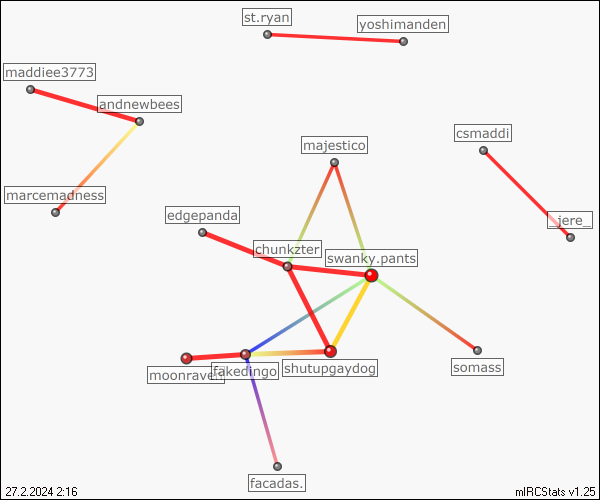 st.ryan
yoshimanden
maddiee3773
andnewbees
csmaddi
majestico
marcemadness
edgepanda
_jere_
chunkzter
swanky.pants
moonraven
fakedingo
shutupgaydog
somass
facadas.
27.2.2024 2:16
mIRCStats v1.25